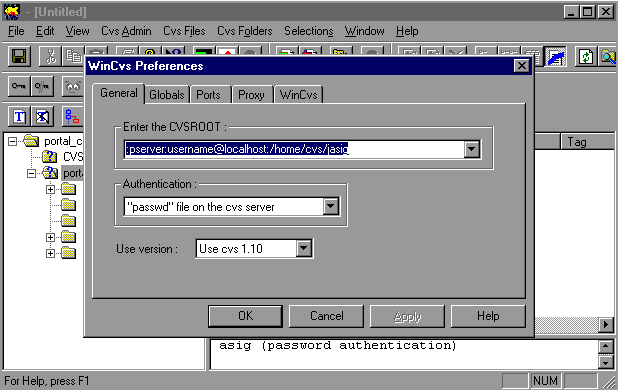 - [Untitled]
File Edit View Cvs Admin Cvs Files Cvs Folders Selections Window Help
WinCvs Preferences
General Globals Ports Proxy WinCvs
Enter the CVSROOT :
:pserver:username@localhost:/home/cvs/jasig
Authentication :
"passwd" file on the cvs server
Use version :
Use cvs 1.10
OK Cancel Apply Help
portal_c
CVS
porta
Tag
asig (password authentication)
For Help, press F1
NUM